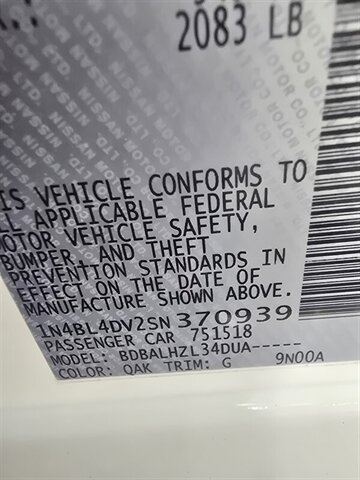 2083 LB
IS VEHICLE CONFORMS TO
LL APPLICABLE FEDERAL
MOTOR VEHICLE SAFETY,
BUMPER, AND THEFT
PREVENTION STANDARDS IN
EFFECT ON THE DATE OF
MANUFACTURE SHOWN ABOVE.
1N4BL4DV2SN370939
PASSENGER CAR 751518
MODEL: BDBALHZL34DUA-----
COLOR: QAK TRIM: G 9N00A